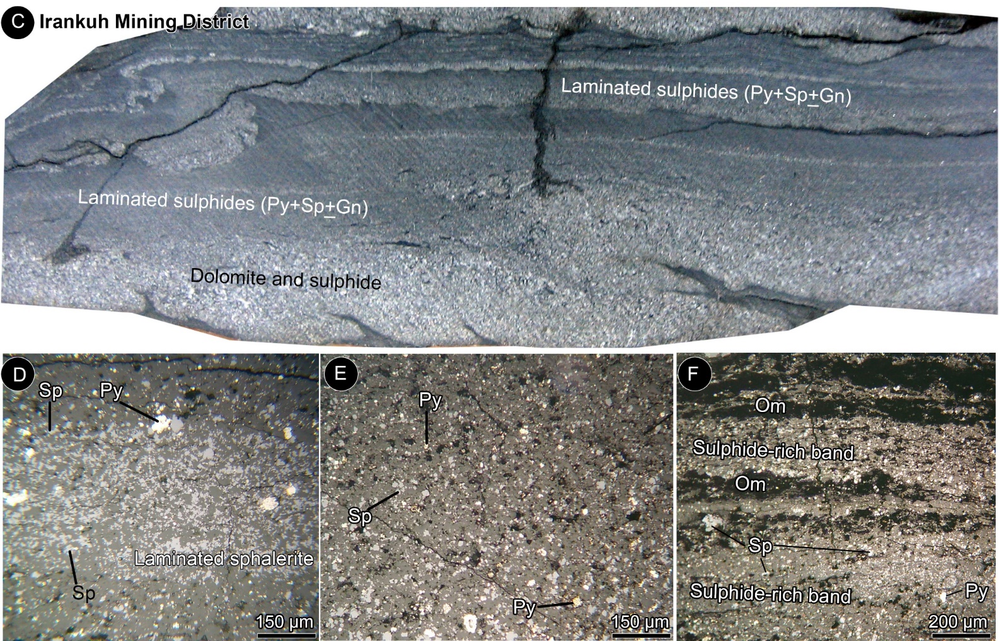 C Irankuh Mining District
Laminated sulphides (Py+Sp±Gn)
Laminated sulphides (Py+Sp±Gn)
Dolomite and sulphide
D
Sp
Py
Laminated sphalerite
Sp
150 µm
E
Py
Sp
Py
150 µm
F
Om
Sulphide-rich band
Om
Sp
Sulphide-rich band
Py
200 µm